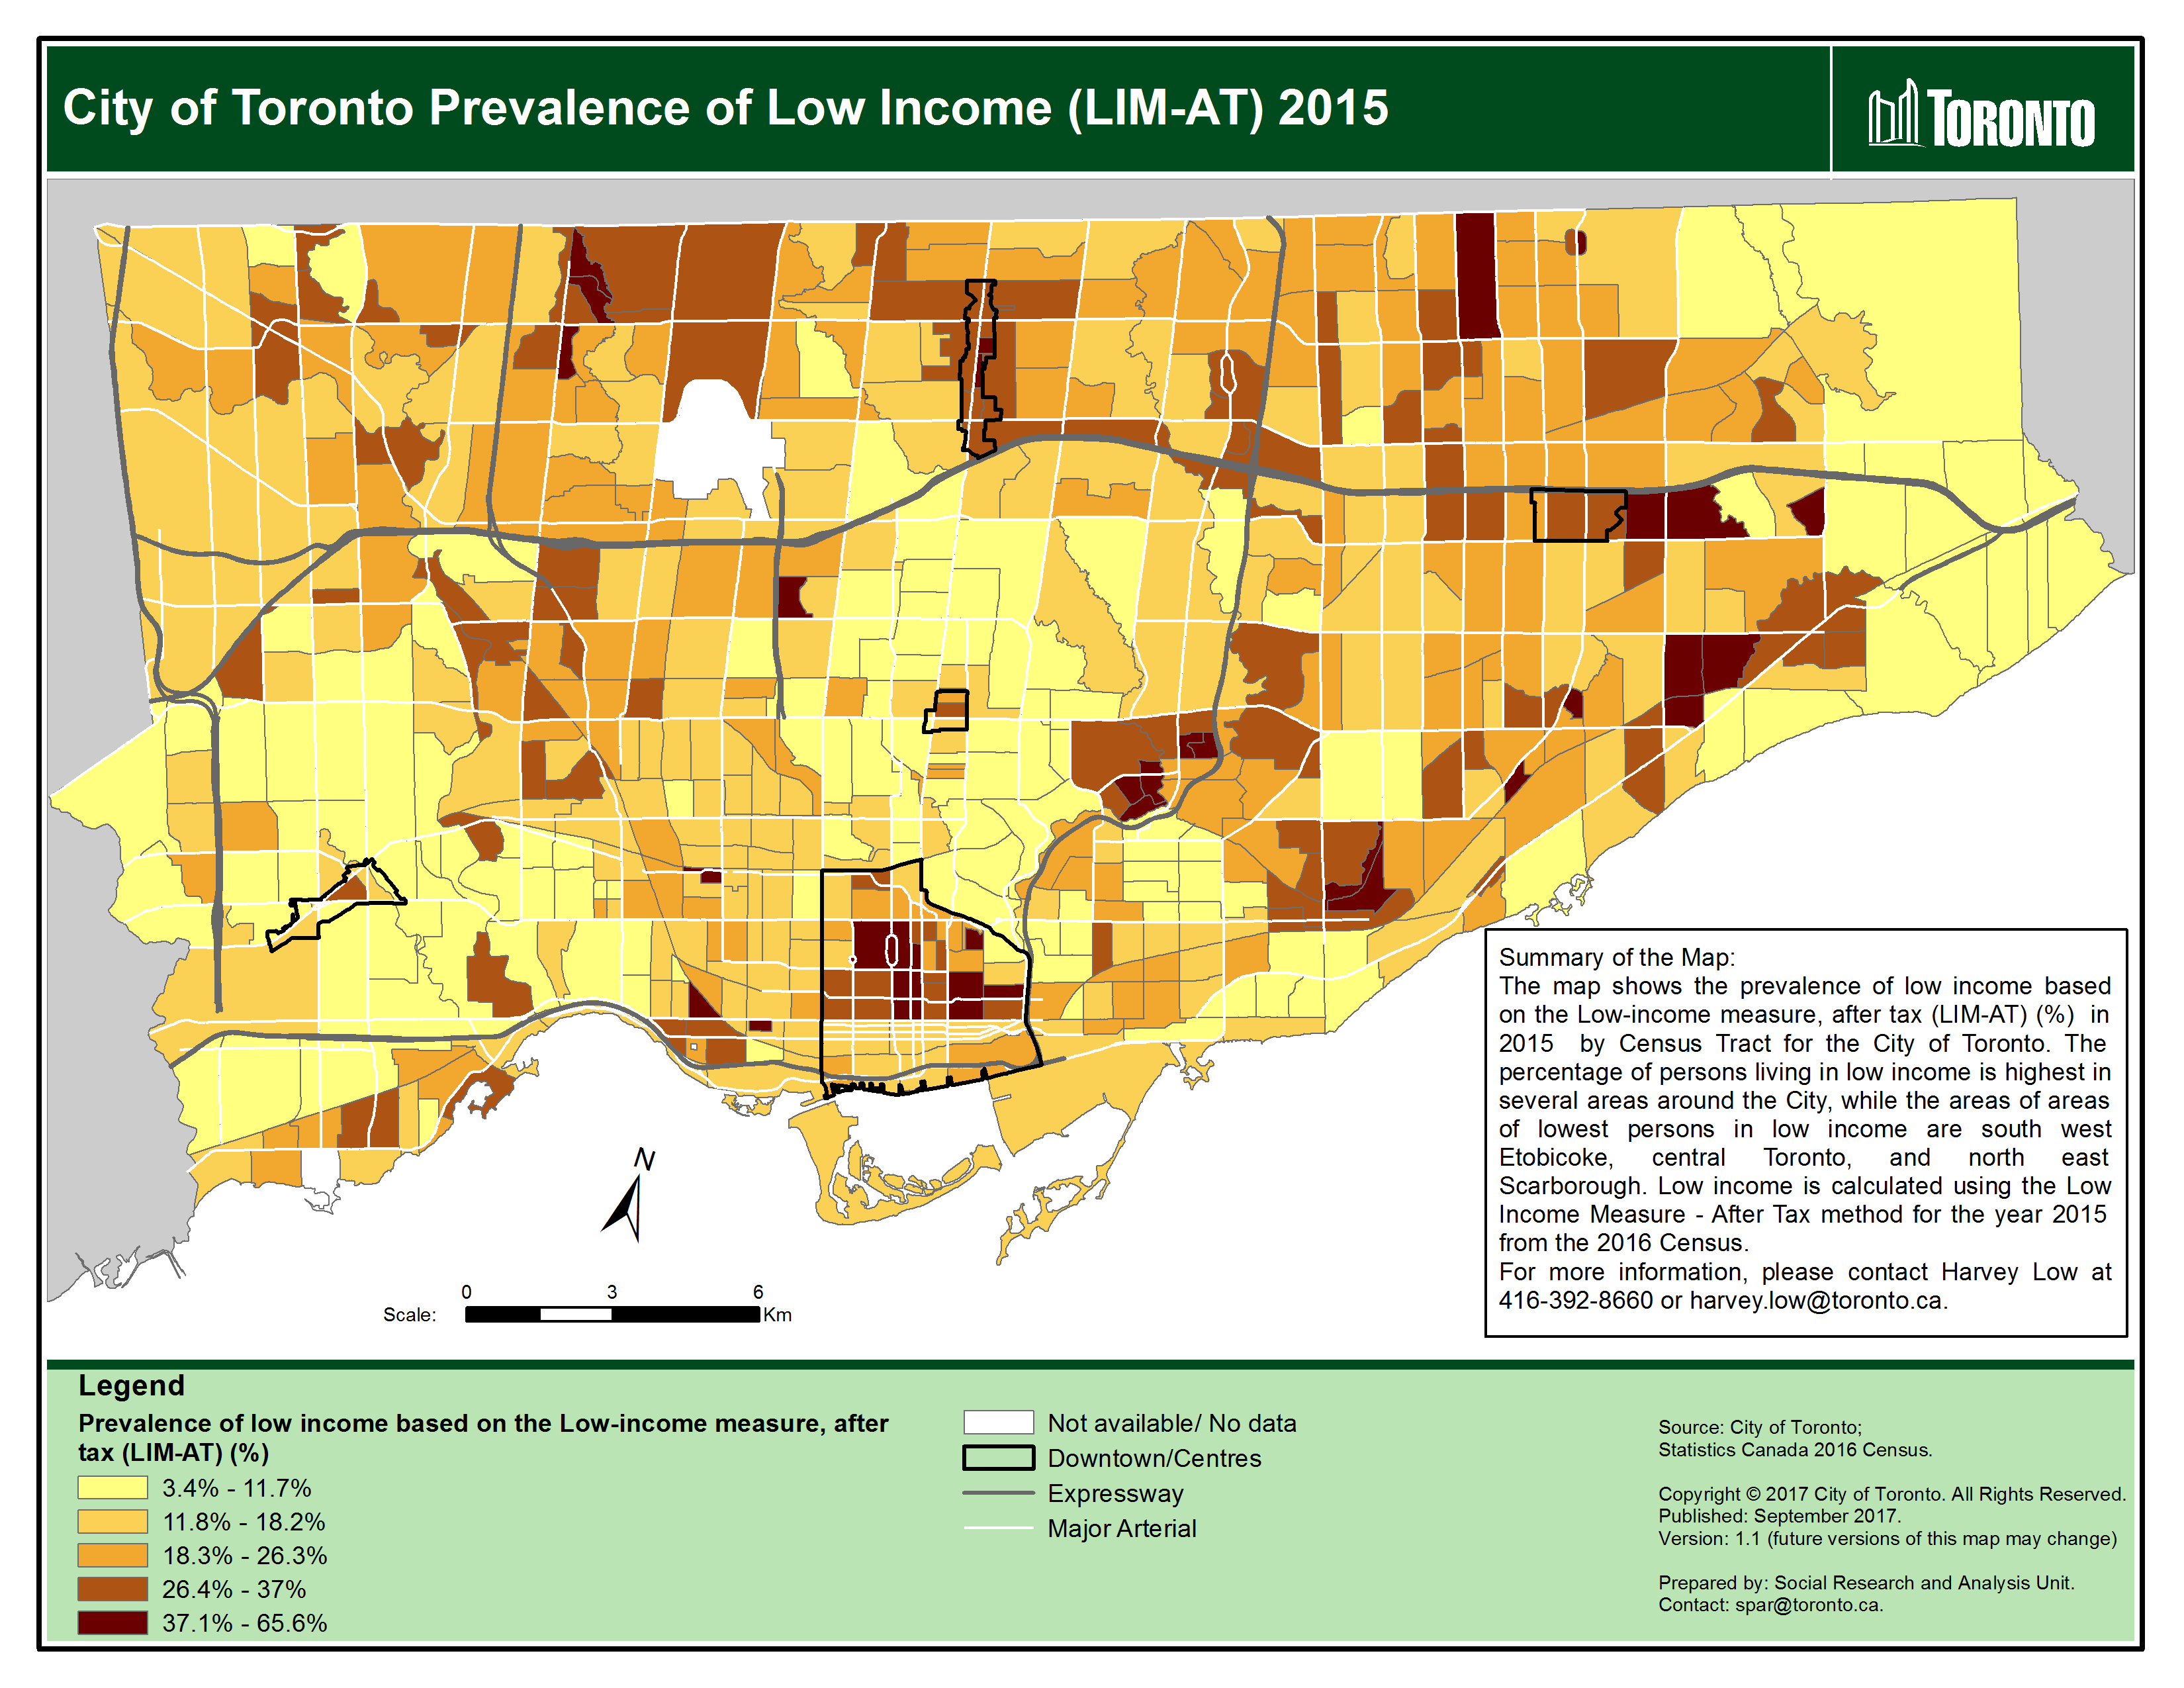 City of Toronto Prevalence of Low Income (LIM-AT) 2015
TORONTO
Summary of the Map:
The map shows the prevalence of low income based
on the Low-income measure, after tax (LIM-AT) (%) in
2015 by Census Tract for the City of Toronto. The
percentage of persons living in low income is highest in
several areas around the City, while the areas of areas
of lowest persons in low income are south west
Etobicoke, central Toronto, and north east
Scarborough. Low income is calculated using the Low
Income Measure - After Tax method for the year 2015
from the 2016 Census.
For more information, please contact Harvey Low at
416-392-8660 or harvey.low@toronto.ca.
N
0 3 6
Scale: Km
Legend
Prevalence of low income based on the Low-income measure, after
tax (LIM-AT) (%)
3.4% - 11.7%
11.8% - 18.2%
18.3% - 26.3%
26.4% - 37%
37.1% - 65.6%
Not available/ No data
Downtown/Centres
Expressway
Major Arterial
Source: City of Toronto;
Statistics Canada 2016 Census.
Copyright © 2017 City of Toronto. All Rights Reserved.
Published: September 2017.
Version: 1.1 (future versions of this map may change)
Prepared by: Social Research and Analysis Unit.
Contact: spar@toronto.ca.